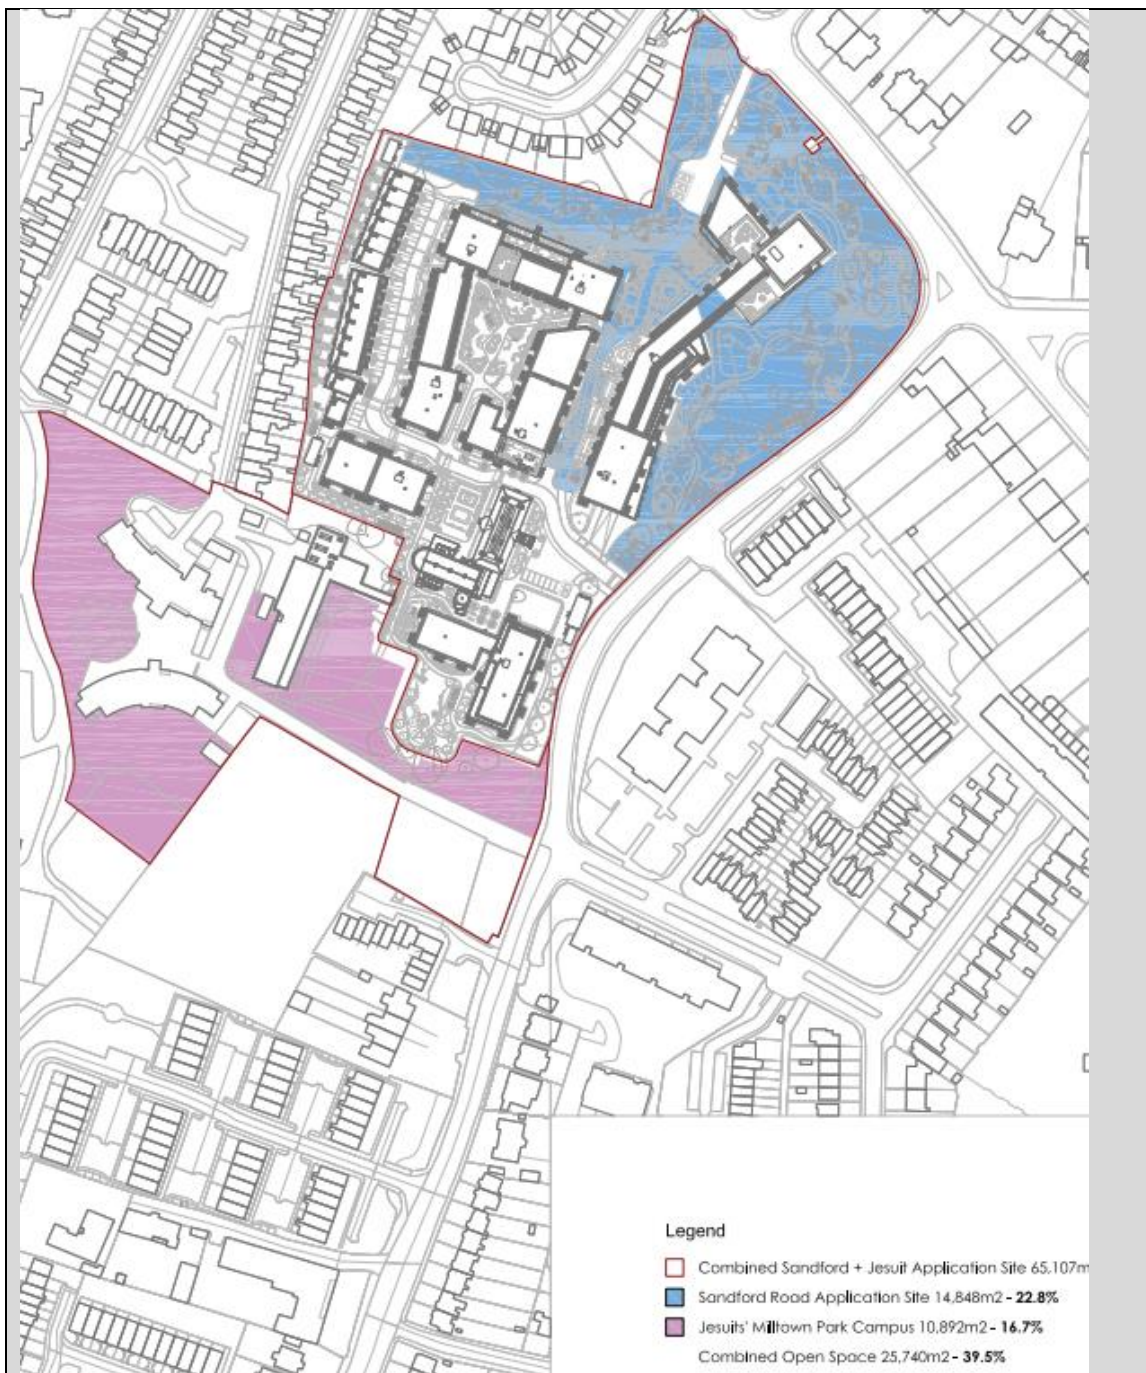 Legend
Combined Sandford + Jesuit Application Site 65,107m
Sandford Road Application Site 14,848m2 - 22.8%
Jesuits' Milltown Park Campus 10,892m2 - 16.7%
Combined Open Space 25,740m2 - 39.5%